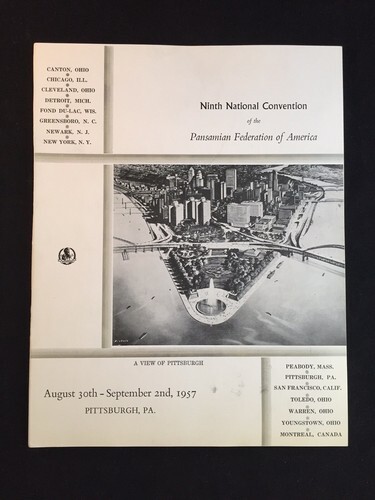 CANTON, OHIO
CHICAGO, ILL.
CLEVELAND, OHIO
DETROIT, MICH.
FOND DU-LAC, WIS.
GREENSBORO, N. C.
NEWARK, N. J.
NEW YORK, N. Y.
Ninth National Convention
of the
Pansamian Federation of America
A VIEW OF PITTSBURGH
August 30th – September 2nd, 1957
PITTSBURGH, PA.
PEABODY, MASS.
PITTSBURGH, PA.
SAN FRANCISCO, CALIF.
TOLEDO, OHIO
WARREN, OHIO
YOUNGSTOWN, OHIO
MONTREAL, CANADA